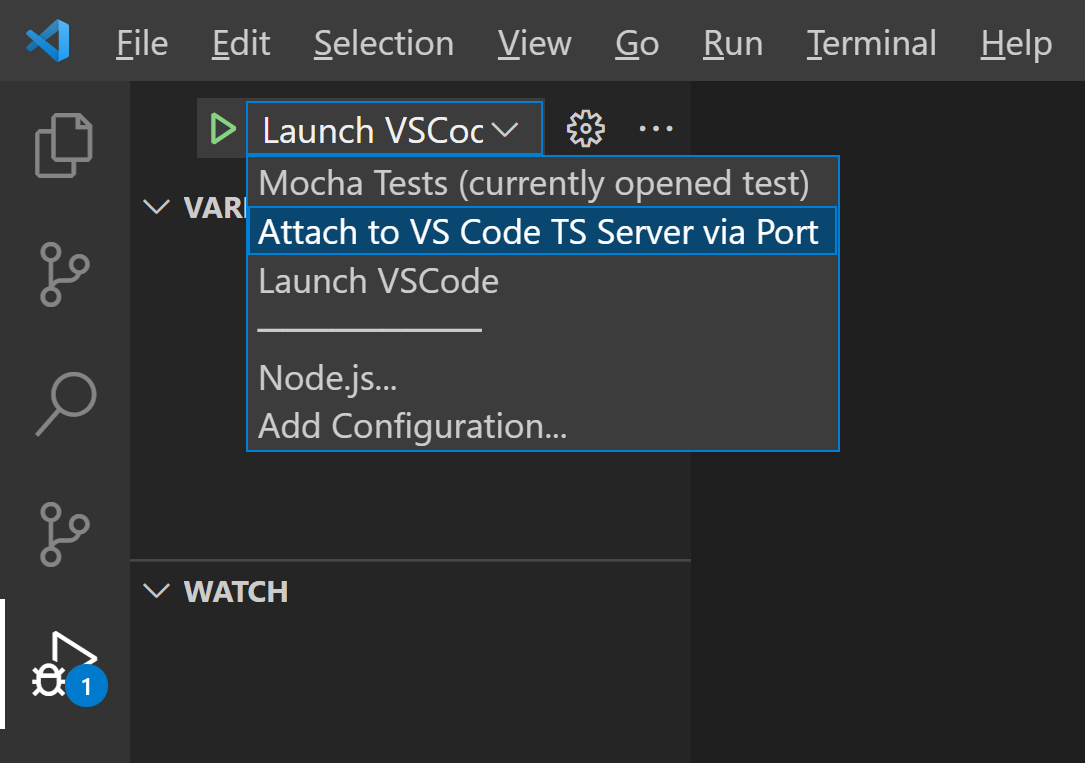 File Edit Selection View Go Run Terminal Help
Launch VSCoc
Mocha Tests (currently opened test)
VARI
Attach to VS Code TS Server via Port
Launch VSCode
Node.js...
Add Configuration...
WATCH
1